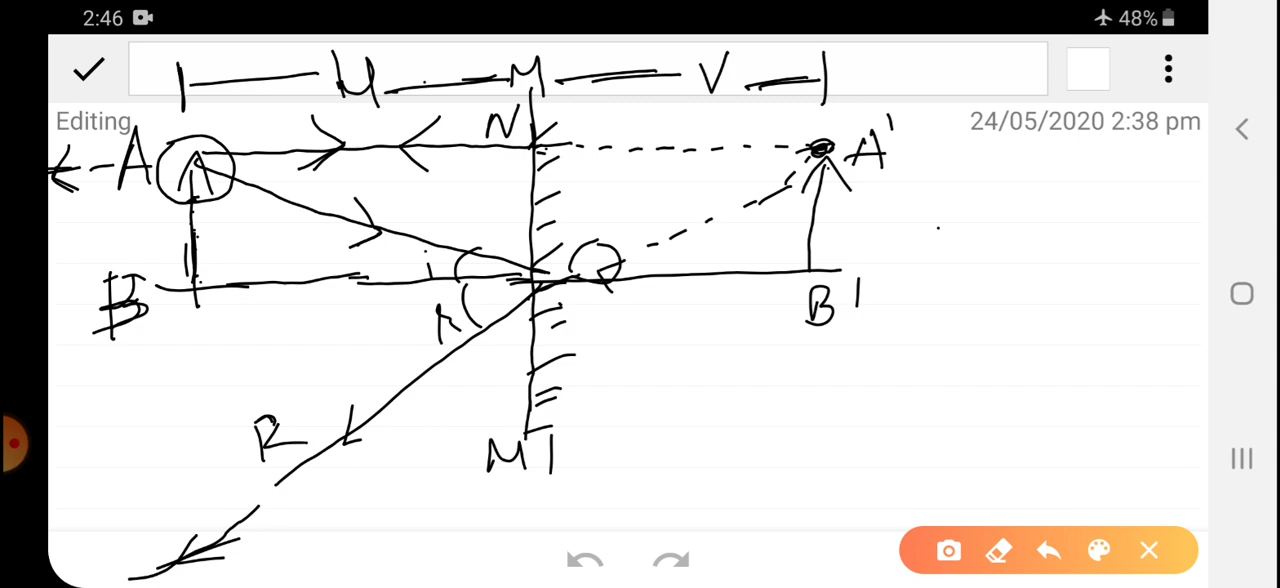 2:46 48%
U M V
Editing 24/05/2020 2:38 pm
A N A'
B i Q B'
r
R
M'